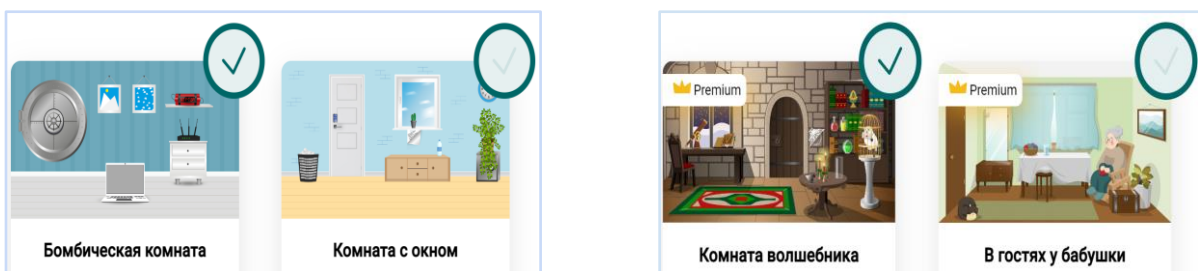 Бомбическая комната
Комната с окном
Premium
Комната волшебника
Premium
В гостях у бабушки